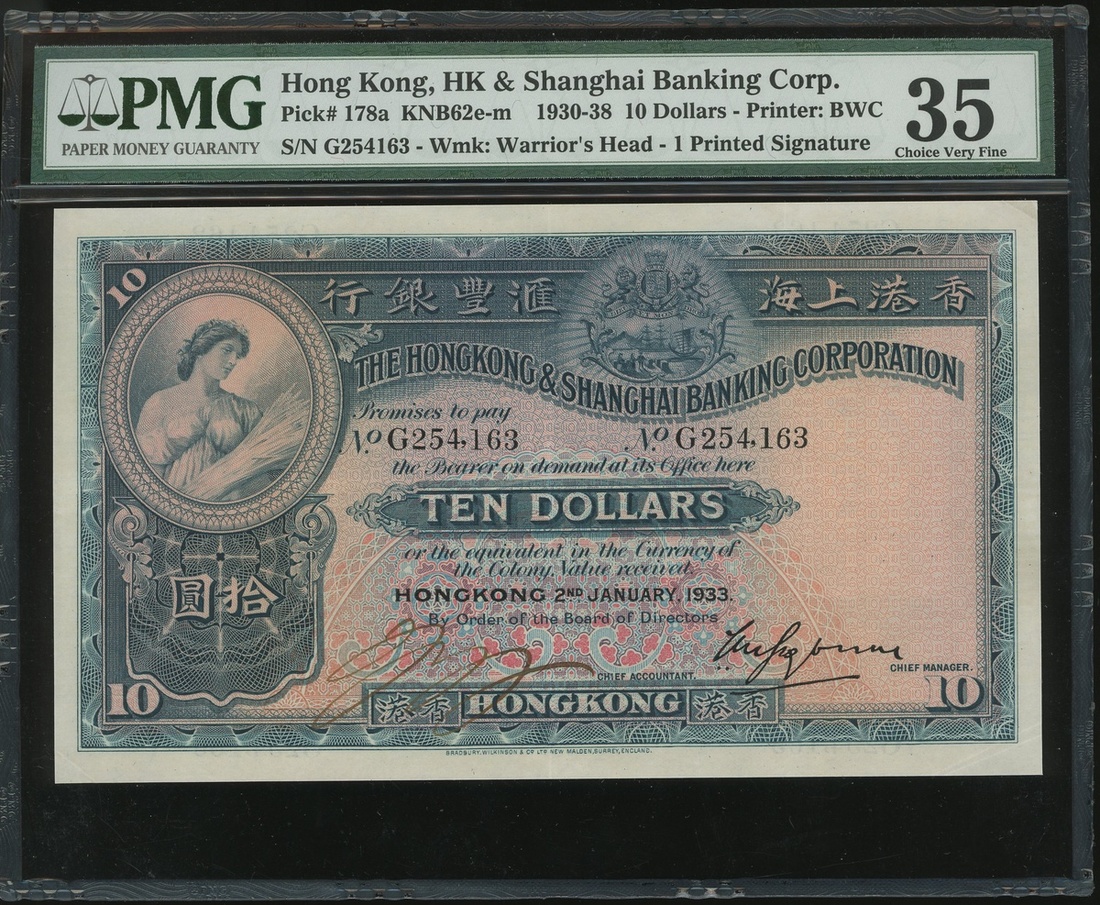 PMG
PAPER MONEY GUARANTY
Hong Kong, HK & Shanghai Banking Corp.
Pick# 178a KNB62e-m 1930-38 10 Dollars - Printer: BWC
S/N G254163 - Wmk: Warrior's Head - 1 Printed Signature
35
Choice Very Fine
10
行銀豐滙 海上港香
THE HONGKONG & SHANGHAI BANKING CORPORATION
Promises to pay
No. G254,163 No. G254,163
the Bearer on demand at its Office here
TEN DOLLARS
or the equivalent in the Currency of
the Colony, Value received.
圓拾
HONGKONG 2ND JANUARY, 1933.
By Order of the Board of Directors
CHIEF ACCOUNTANT.
CHIEF MANAGER.
10 港香 HONGKONG 港香 10
BRADBURY, WILKINSON & CO LTD NEW MALDEN, SURREY, ENGLAND.